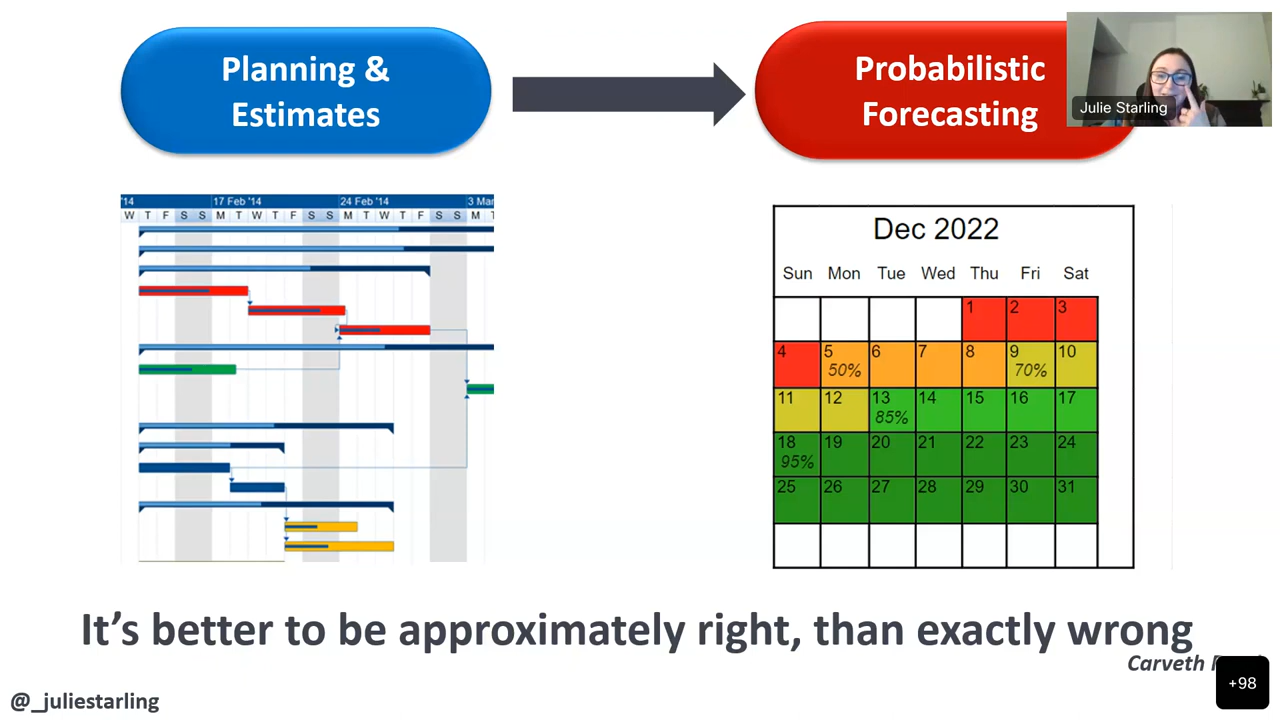 Planning &
Estimates
Probabilistic
Forecasting
Julie Starling
'14 17 Feb '14 24 Feb '14 3 Mar
W T F S S M T W T F S S M T W T F S S M
Dec 2022
Sun Mon Tue Wed Thu Fri Sat
1 2 3
4 5 6 7 8 9 10
50% 70%
11 12 13 14 15 16 17
85%
18 19 20 21 22 23 24
95%
25 26 27 28 29 30 31
It's better to be approximately right, than exactly wrong
Carveth
+98
@_juliestarling